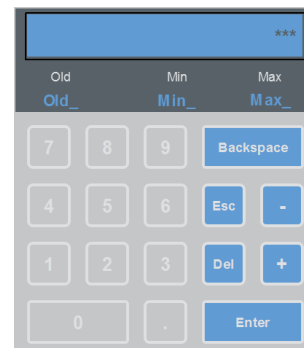 ***
Old Min Max
Old_ Min_ Max_
7 8 9 Backspace
4 5 6 Esc -
1 2 3 Del +
0 . Enter